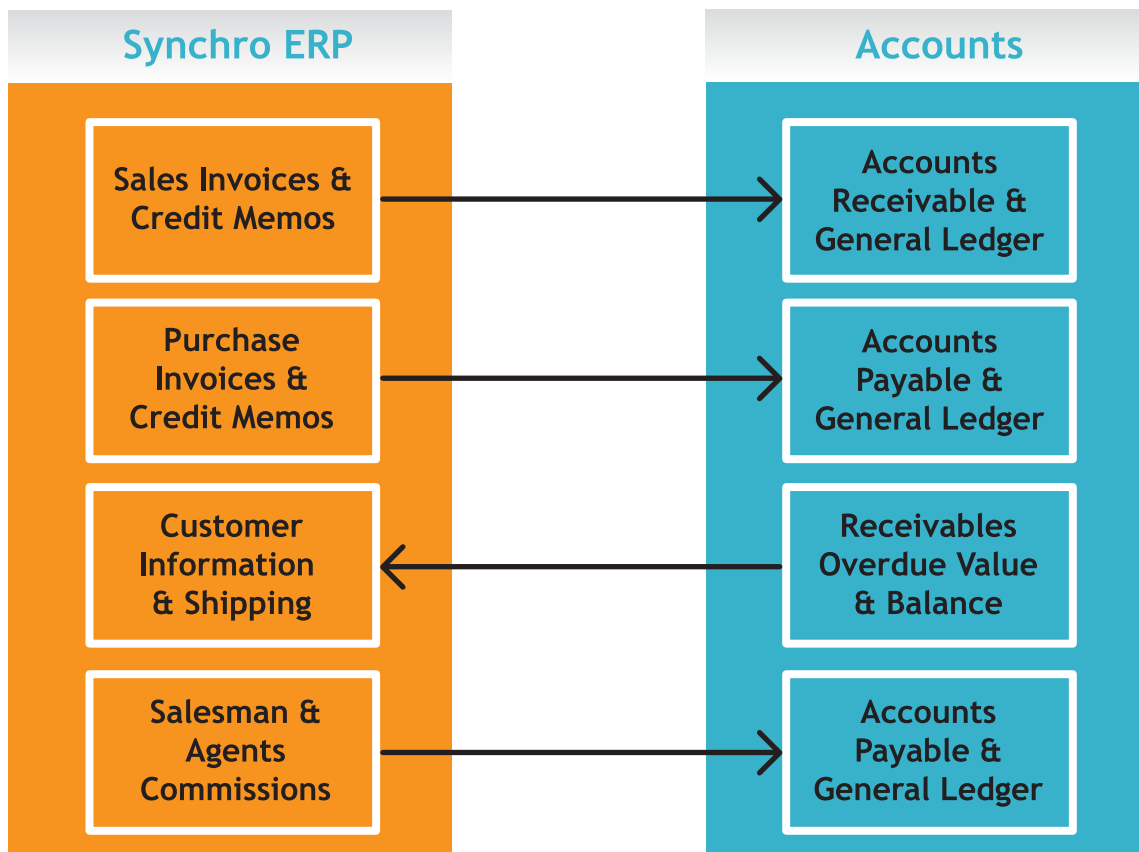 Synchro ERP
Accounts
Sales Invoices &
Credit Memos
Accounts
Receivable &
General Ledger
Purchase
Invoices &
Credit Memos
Accounts
Payable &
General Ledger
Customer
Information
& Shipping
Receivables
Overdue Value
& Balance
Salesman &
Agents
Commissions
Accounts
Payable &
General Ledger